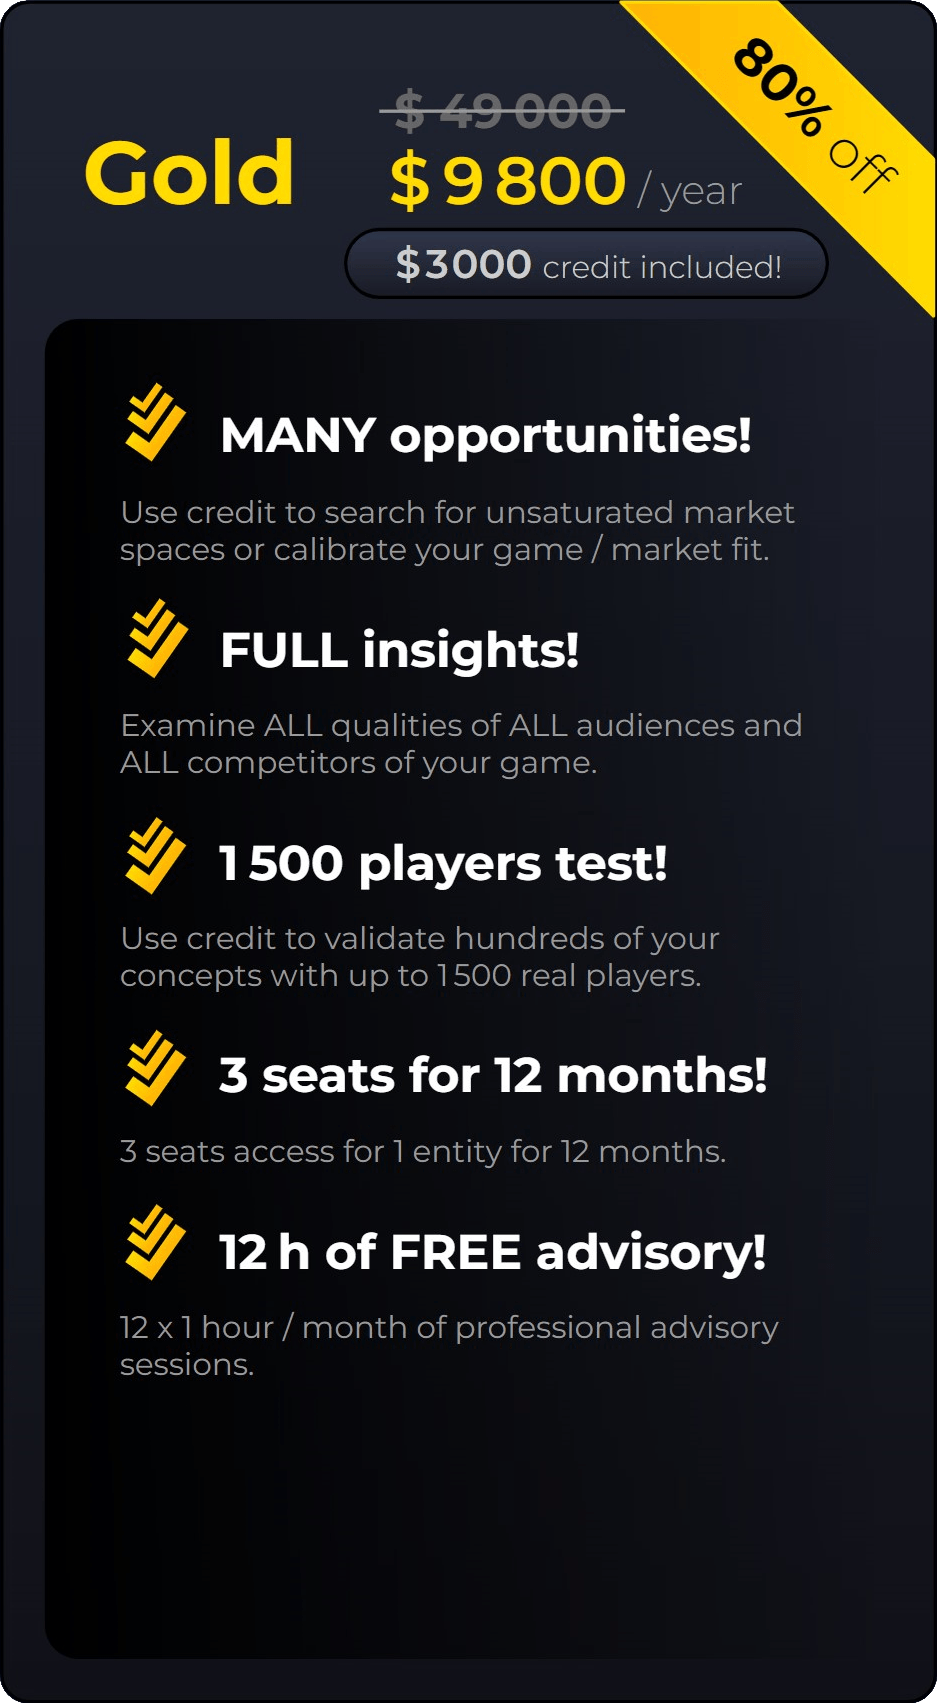 80% off
$ 49 000
Gold
$ 9 800 / year
$3000 credit included!
MANY opportunities!
Use credit to search for unsaturated market
spaces or calibrate your game / market fit.
FULL insights!
Examine ALL qualities of ALL audiences and
ALL competitors of your game.
1 500 players test!
Use credit to validate hundreds of your
concepts with up to 1 500 real players.
3 seats for 12 months!
3 seats access for 1 entity for 12 months.
12 h of FREE advisory!
12 x 1 hour / month of professional advisory
sessions.